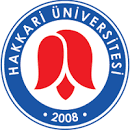 HAKKARİ ÜNİVERSİTESİ
• 2008 •